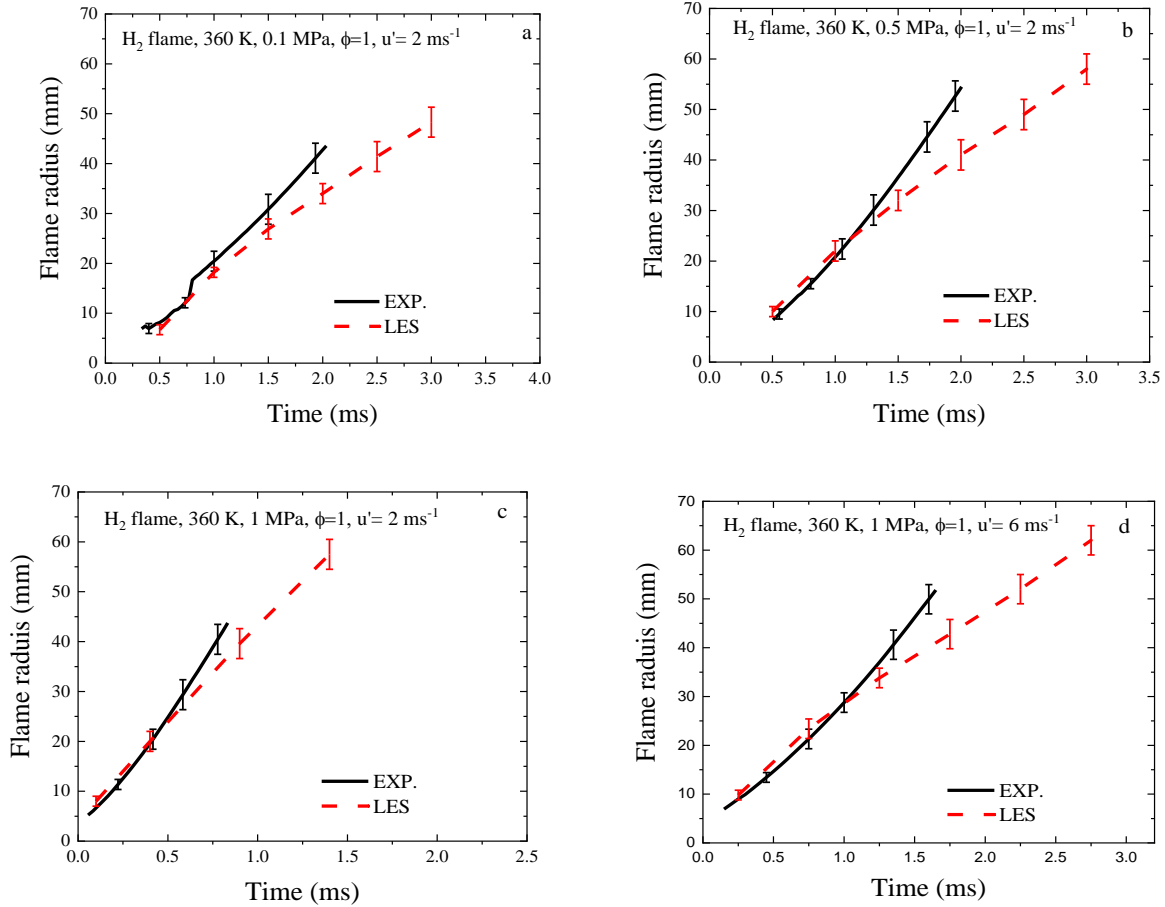 H₂ flame, 360 K, 0.1 MPa, ϕ=1, u'= 2 ms⁻¹
a
70
60
50
40
30
20
10
0
Flame radius (mm)
EXP.
LES
0.0 0.5 1.0 1.5 2.0 2.5 3.0 3.5 4.0
Time (ms)
H₂ flame, 360 K, 0.5 MPa, ϕ=1, u'= 2 ms⁻¹
b
70
60
50
40
30
20
10
0
Flame raduis (mm)
EXP.
LES
0.0 0.5 1.0 1.5 2.0 2.5 3.0 3.5
Time (ms)
H₂ flame, 360 K, 1 MPa, ϕ=1, u'= 2 ms⁻¹
c
70
60
50
40
30
20
10
0
Flame raduis (mm)
EXP.
LES
0.0 0.5 1.0 1.5 2.0 2.5
Time (ms)
H₂ flame, 360 K, 1 MPa, ϕ=1, u'= 6 ms⁻¹
d
70
60
50
40
30
20
10
0
Flame raduis (mm)
EXP.
LES
0.0 0.5 1.0 1.5 2.0 2.5 3.0
Time (ms)